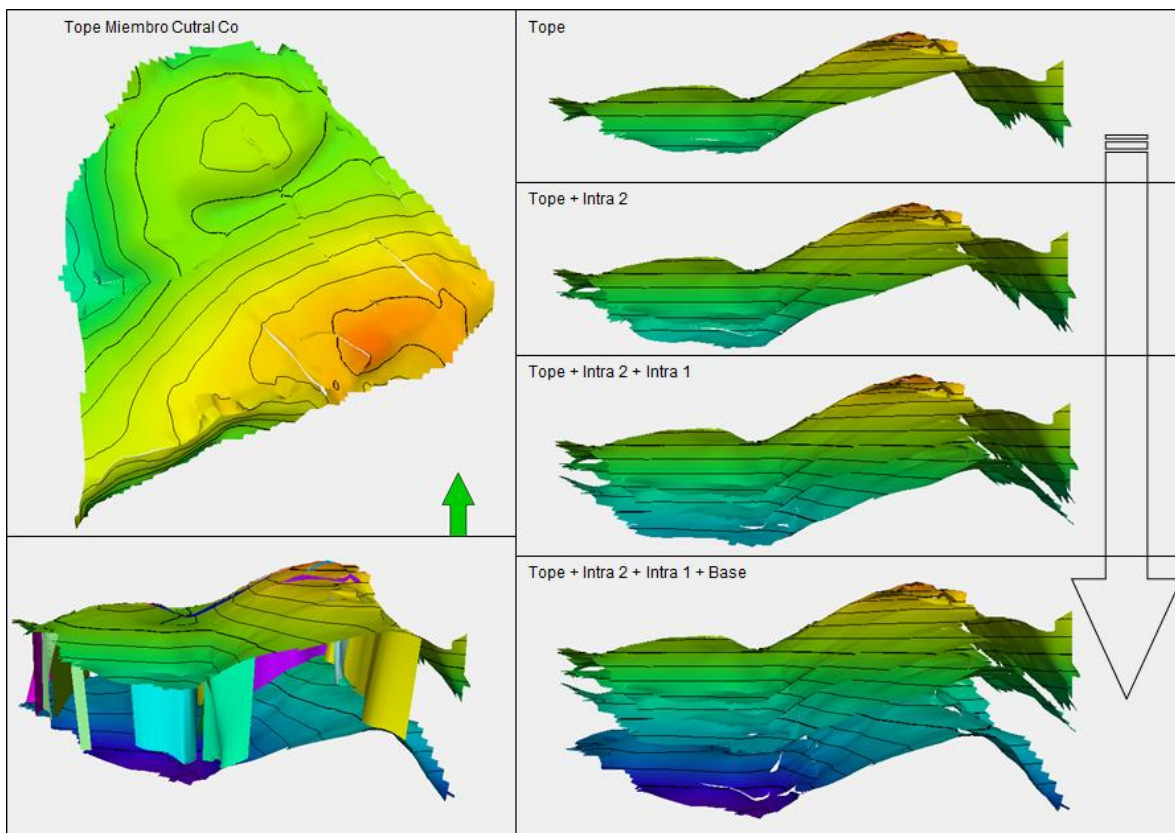 Tope Miembro Cutral Co
Tope
Tope + Intra 2
Tope + Intra 2 + Intra 1
Tope + Intra 2 + Intra 1 + Base